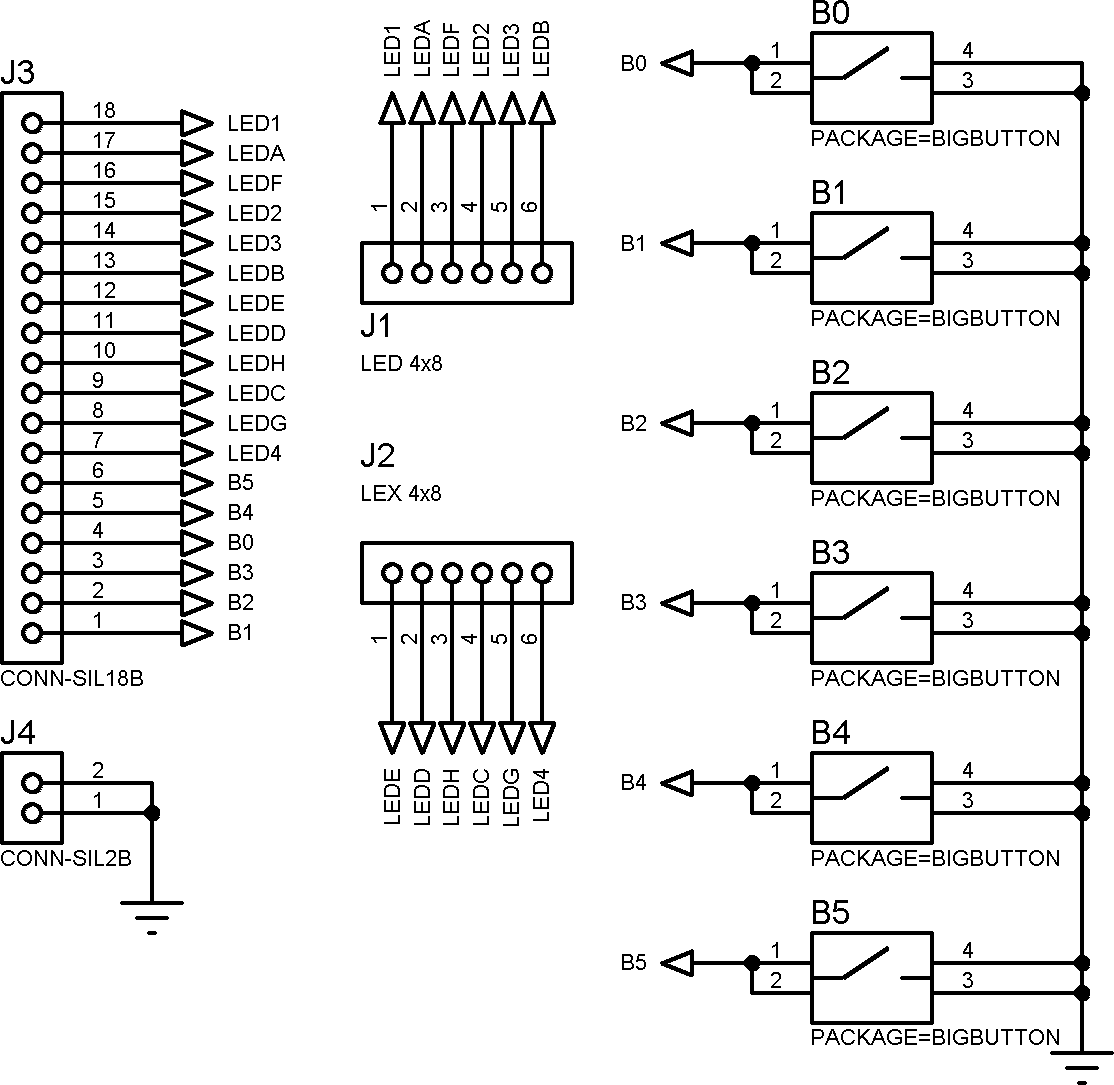 J3
18 LED1
17 LEDA
16 LEDF
15 LED2
14 LED3
13 LEDB
12 LEDE
11 LEDD
10 LEDH
9 LEDC
8 LEDG
7 LED4
6 B5
5 B4
4 B0
3 B3
2 B2
1 B1
CONN-SIL18B
J4
2
1
CONN-SIL2B
LED1 LEDA LEDF LED2 LED3 LEDB
1 2 3 4 5 6
J1
LED 4x8
J2
LEX 4x8
1 2 3 4 5 6
LEDE LEDD LEDH LEDC LEDG LED4
B0
B0 1 4
2 3
PACKAGE=BIGBUTTON
B1
B1 1 4
2 3
PACKAGE=BIGBUTTON
B2
B2 1 4
2 3
PACKAGE=BIGBUTTON
B3
B3 1 4
2 3
PACKAGE=BIGBUTTON
B4
B4 1 4
2 3
PACKAGE=BIGBUTTON
B5
B5 1 4
2 3
PACKAGE=BIGBUTTON